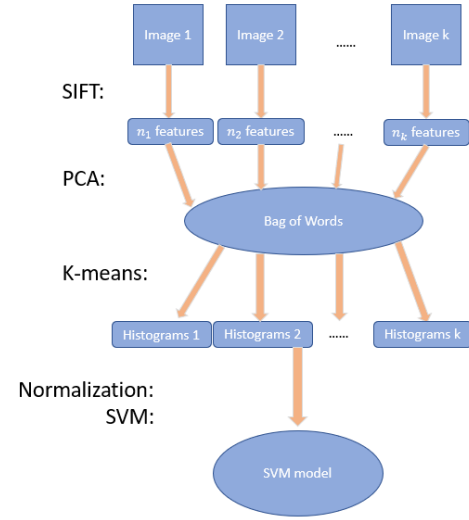 Image 1
Image 2
......
Image k
SIFT:
n₁ features
n₂ features
......
nₖ features
PCA:
Bag of Words
K-means:
Histograms 1
Histograms 2
......
Histograms k
Normalization:
SVM:
SVM model